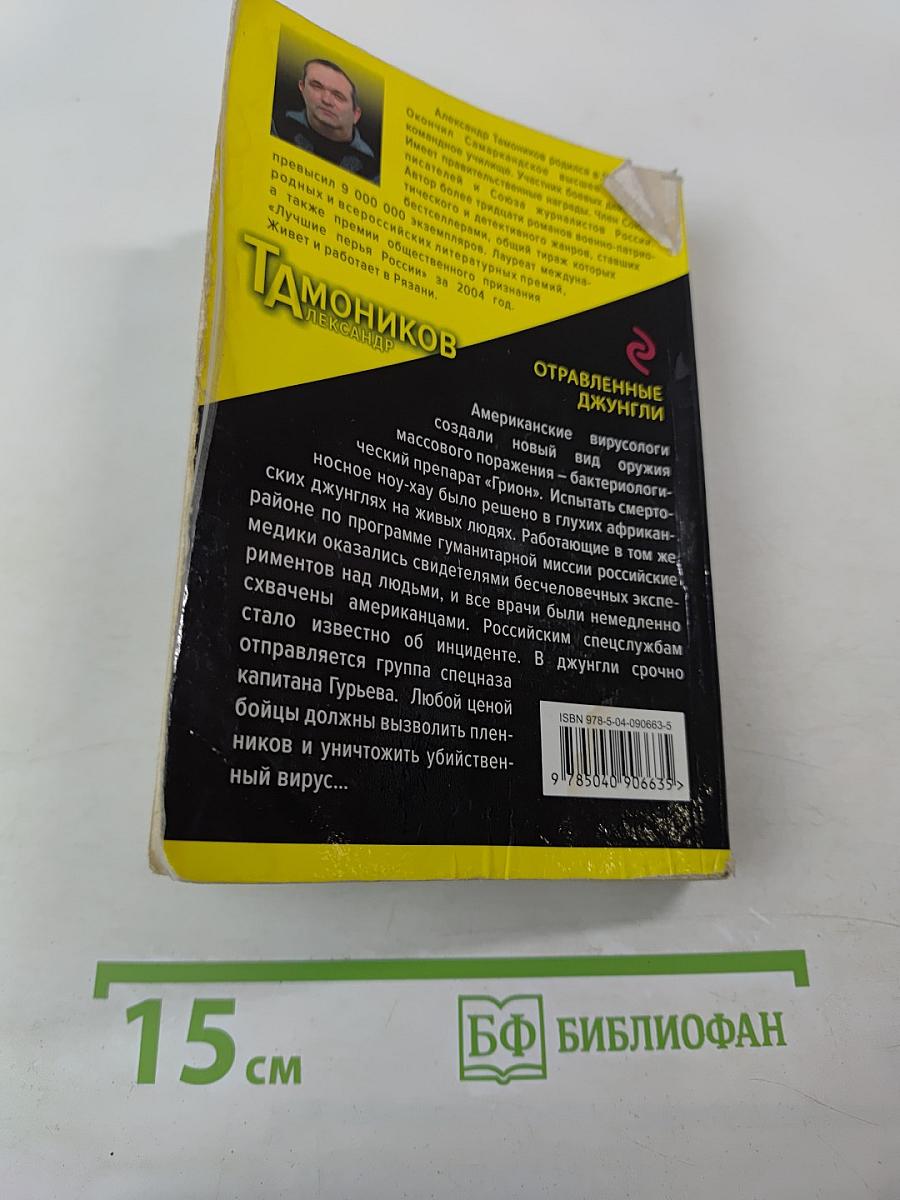 Александр Тамоников родился в
Окончил Самаркандское высшее
командное училище. Участник боевых
Имеет правительственные награды. Член
писателей и Союза журналистов России.
Автор более тридцати романов военно-патрио-
тического и детективного жанров, ставших
бестселлерами, общий тираж которых
превысил 9 000 000 экземпляров. Лауреат междуна-
родных и всероссийских литературных премий,
а также премии общественного признания
«Лучшие перья России» за 2004 год.
Живет и работает в Рязани.
ТАМОНИКОВ
АЛЕКСАНДР
ОТРАВЛЕННЫЕ
ДЖУНГЛИ
Американские вирусологи
создали новый вид оружия
массового поражения – бактериологи-
ческий препарат «Грион». Испытать смерто-
носное ноу-хау было решено в глухих африкан-
ских джунглях на живых людях. Работающие в том же
районе по программе гуманитарной миссии российские
медики оказались свидетелями бесчеловечных экспе-
риментов над людьми, и все врачи были немедленно
схвачены американцами. Российским спецслужбам
стало известно об инциденте. В джунгли срочно
отправляется группа спецназа
капитана Гурьева. Любой ценой
бойцы должны вызволить плен-
ников и уничтожить убийствен-
ный вирус...
ISBN 978-5-04-090663-5
9 785040 906635>
15 см
БФ БИБЛИОФАН